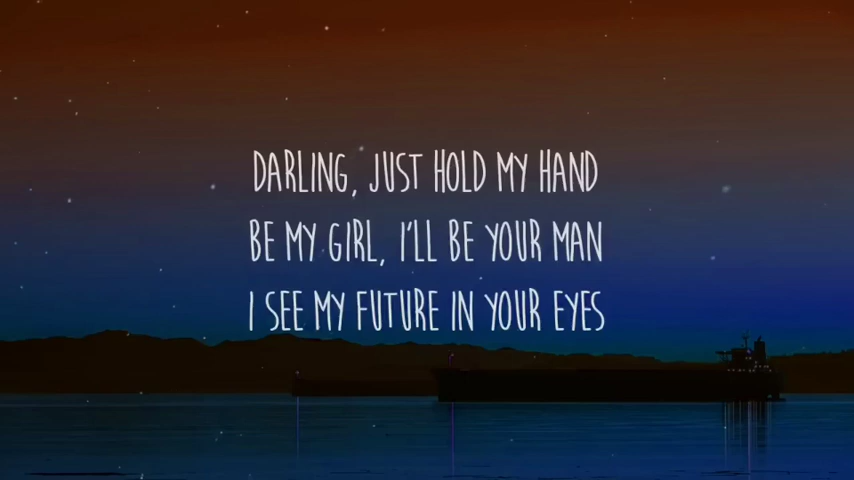 DARLING, JUST HOLD MY HAND
BE MY GIRL, I'LL BE YOUR MAN
I SEE MY FUTURE IN YOUR EYES